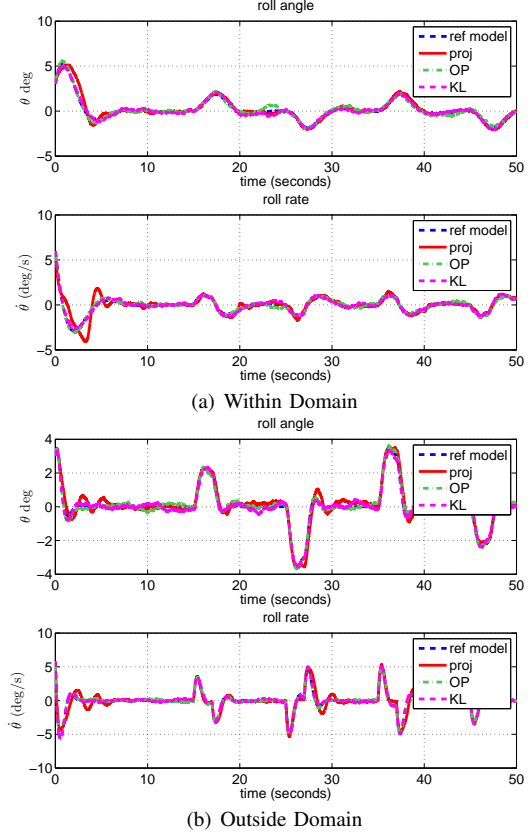 roll angle
10
5
0
−5
θ deg
0 10 20 30 40 50
time (seconds)
ref model
proj
OP
KL
roll rate
10
5
0
−5
θ̇ (deg/s)
0 10 20 30 40 50
time (seconds)
ref model
proj
OP
KL
(a) Within Domain
roll angle
4
2
0
−2
−4
θ deg
0 10 20 30 40 50
time (seconds)
ref model
proj
OP
KL
roll rate
10
5
0
−5
−10
θ̇ (deg/s)
0 10 20 30 40 50
time (seconds)
ref model
proj
OP
KL
(b) Outside Domain